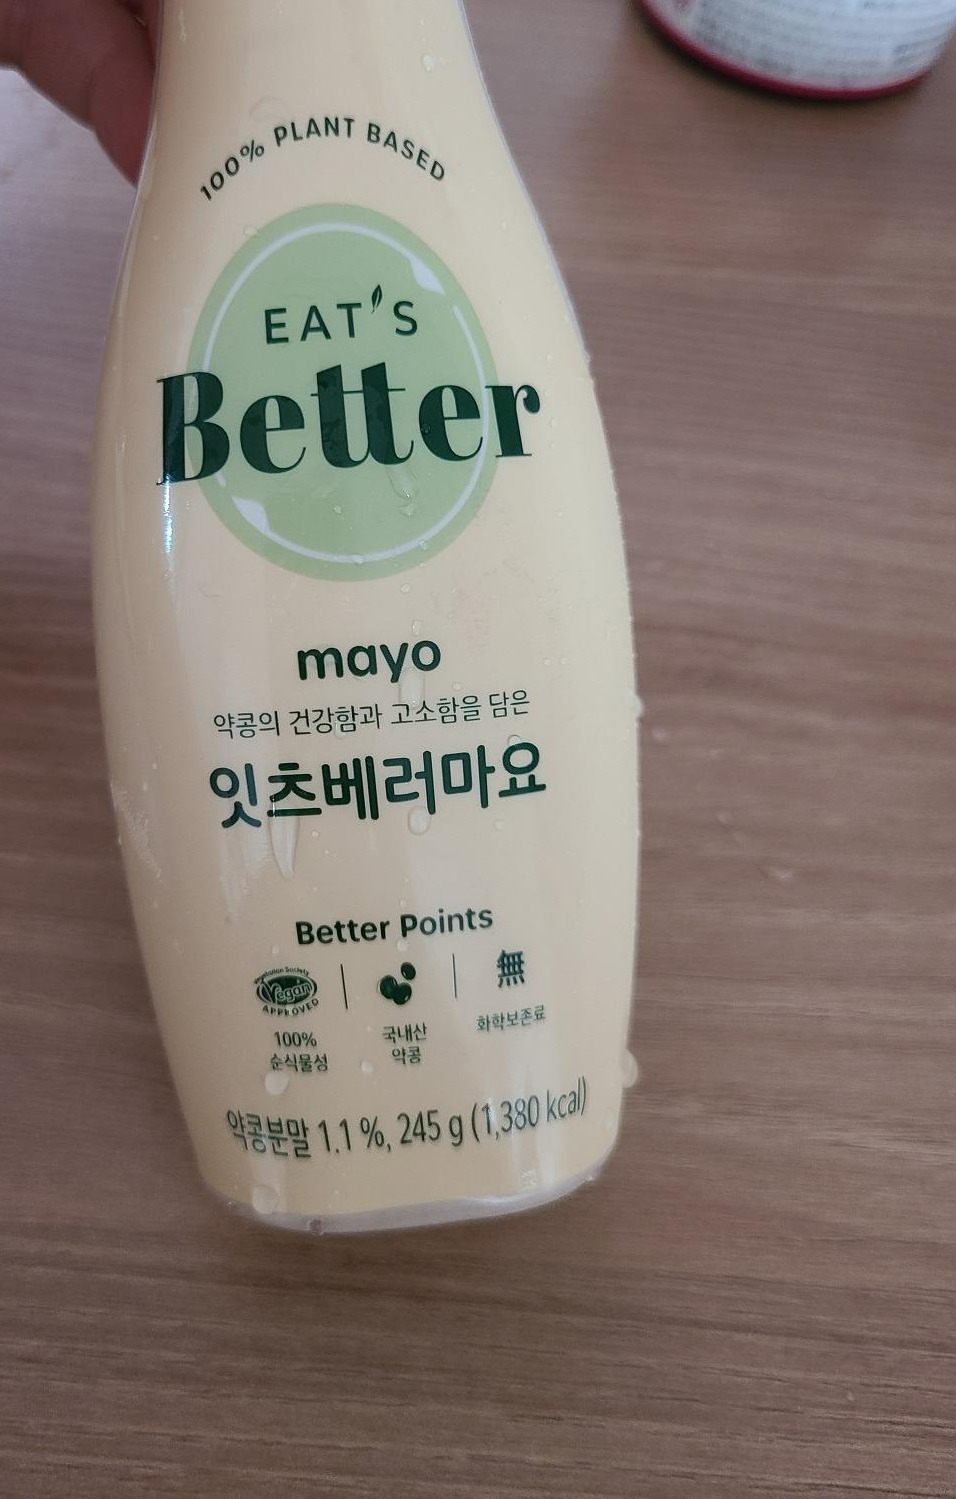 100% PLANT BASED
EAT'S
Better
mayo
약콩의 건강함과 고소함을 담은
잇츠베러마요
Better Points
Vegetarian Society
Vegan
APPROVED
100%
순식물성
국내산
약콩
無
화학보존료
약콩분말 1.1 %, 245 g (1,380 kcal)